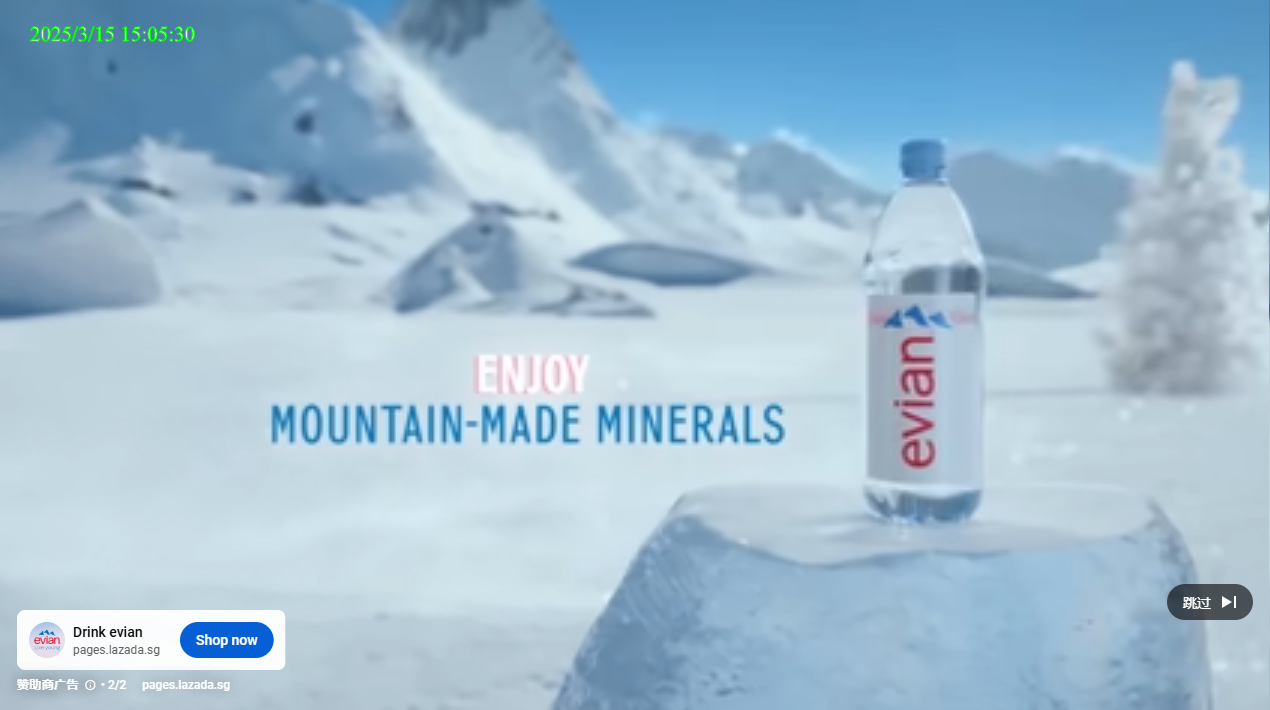 2025/3/15 15:05:30
ENJOY
MOUNTAIN-MADE MINERALS
evian
跳过
evian
Drink evian
pages.lazada.sg
Shop now
赞助商广告 • 2/2 pages.lazada.sg